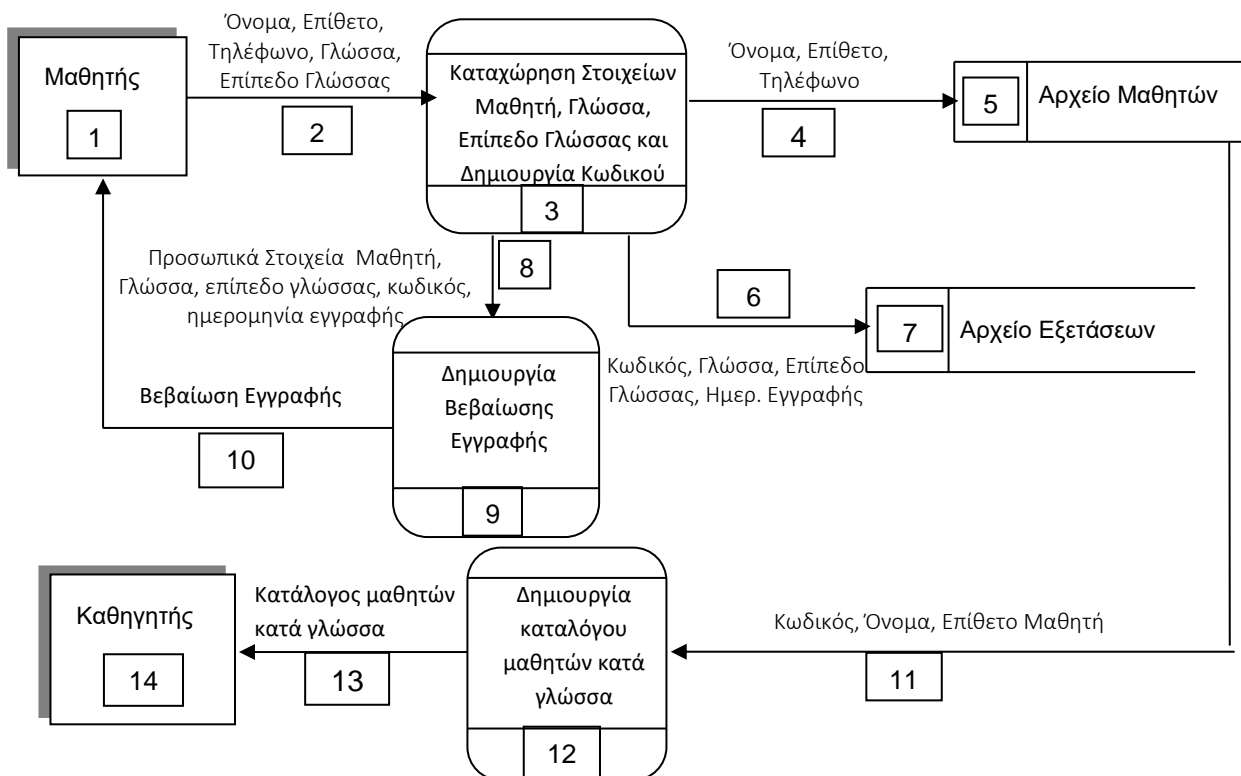 Μαθητής
1
Όνομα, Επίθετο,
Τηλέφωνο, Γλώσσα,
Επίπεδο Γλώσσας
2
Καταχώρηση Στοιχείων
Μαθητή, Γλώσσα,
Επίπεδο Γλώσσας και
Δημιουργία Κωδικού
3
Όνομα, Επίθετο,
Τηλέφωνο
4
5
Αρχείο Μαθητών
8
Προσωπικά Στοιχεία Μαθητή,
Γλώσσα, επίπεδο γλώσσας, κωδικός,
ημερομηνία εγγραφής
6
7
Αρχείο Εξετάσεων
Κωδικός, Γλώσσα, Επίπεδο
Γλώσσας, Ημερ. Εγγραφής
Δημιουργία
Βεβαίωσης
Εγγραφής
9
Βεβαίωση Εγγραφής
10
Κωδικός, Όνομα, Επίθετο Μαθητή
11
Δημιουργία
καταλόγου
μαθητών κατά
γλώσσα
12
Κατάλογος μαθητών
κατά γλώσσα
13
Καθηγητής
14